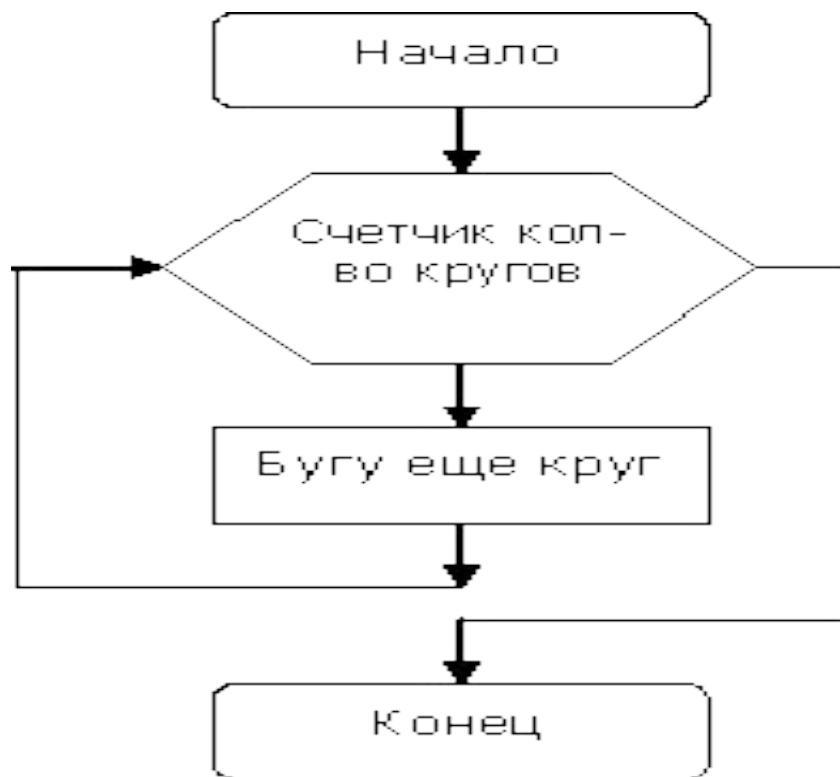 Начало
Счетчик кол-
во кругов
Бугу еще круг
Конец